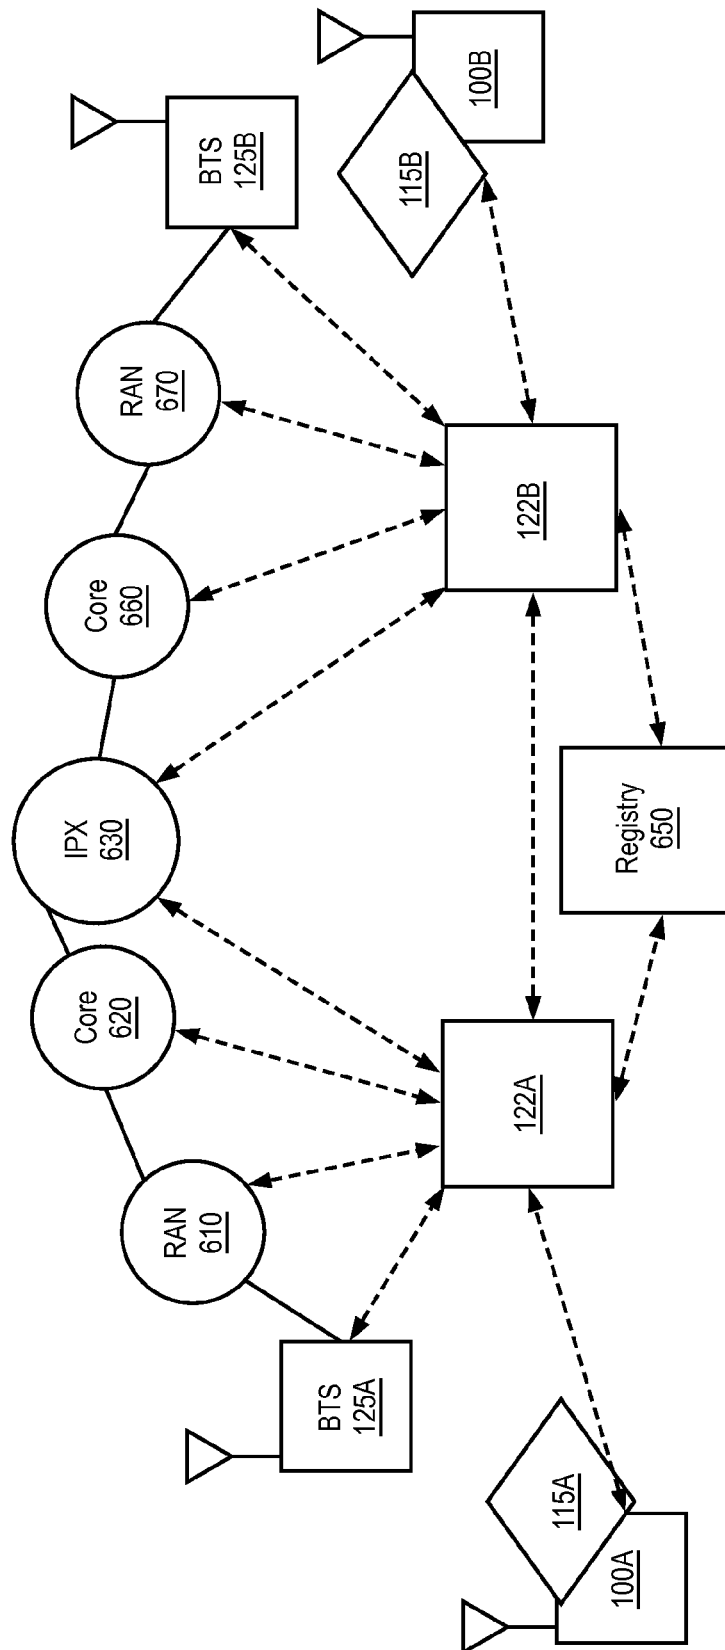 100A
115A
BTS
125A
RAN
610
Core
620
IPX
630
Core
660
RAN
670
BTS
125B
122A
122B
Registry
650
115B
100B